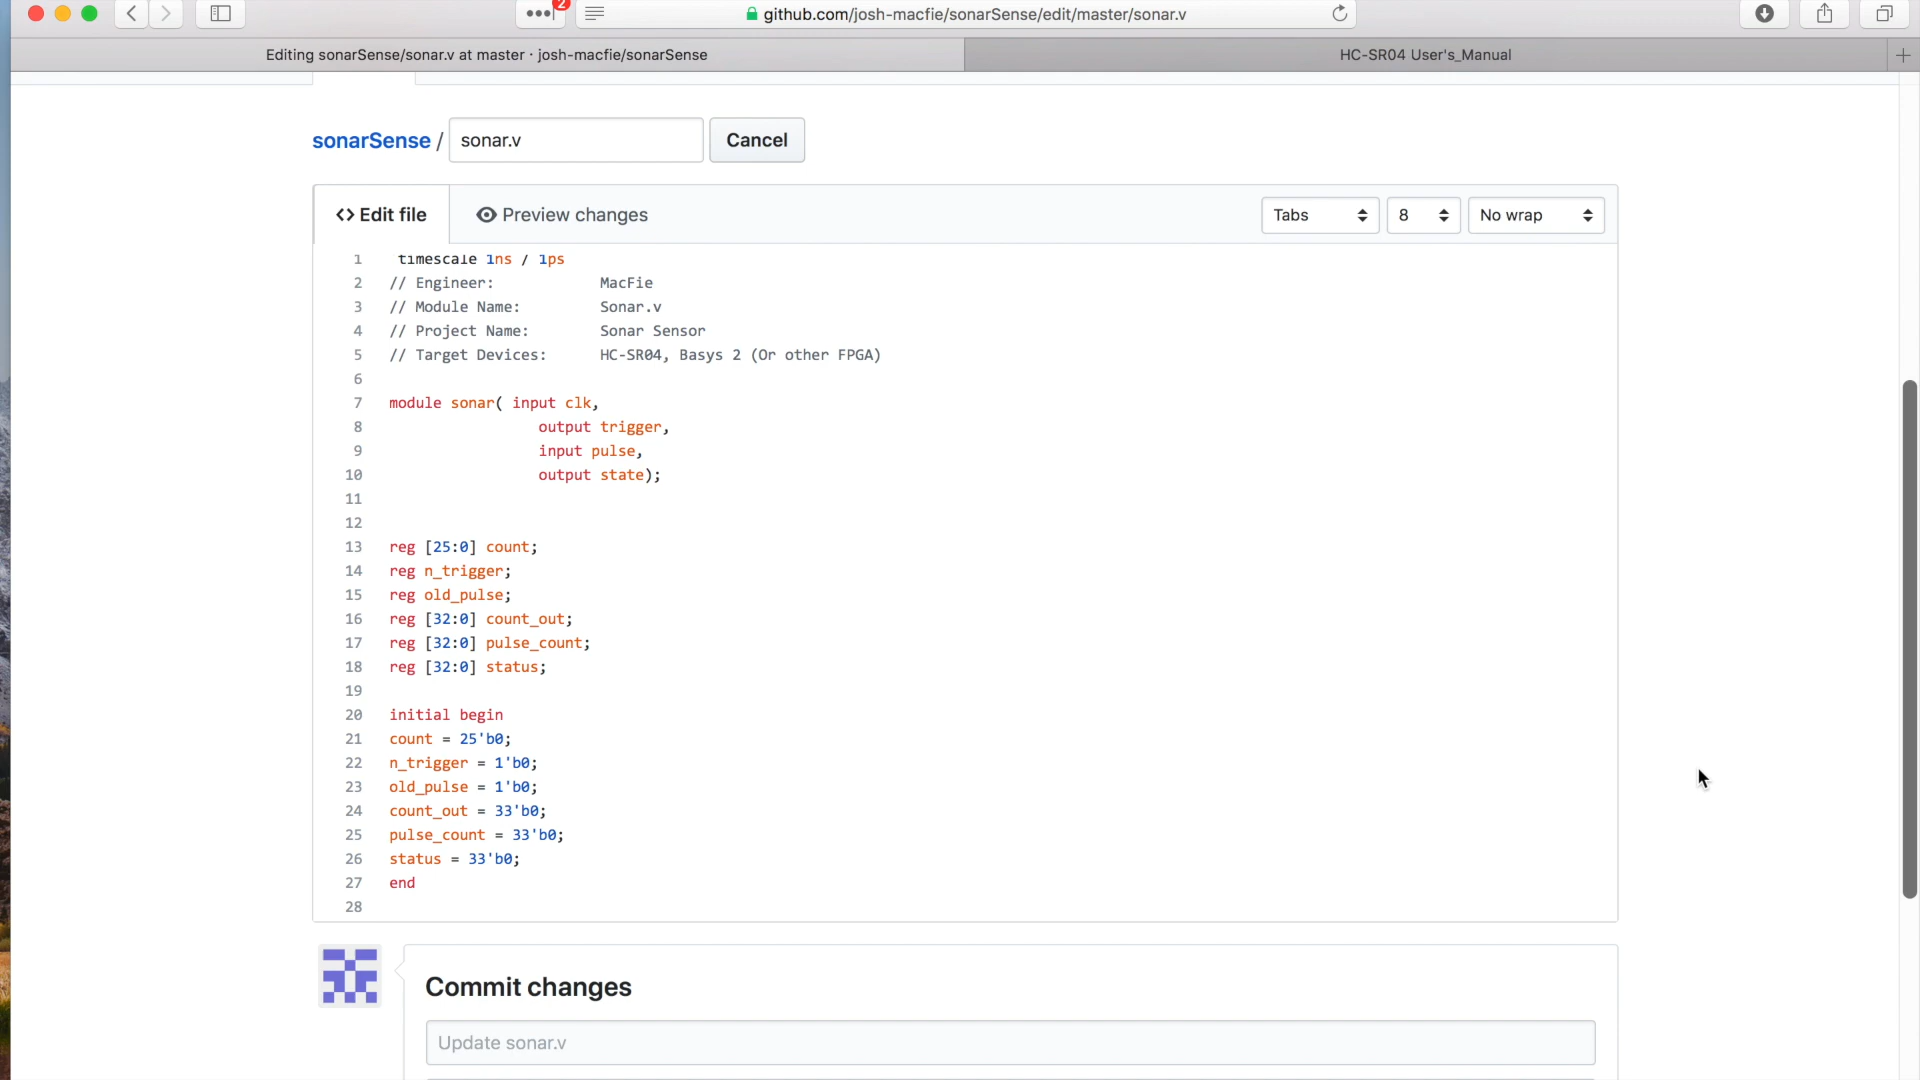 2
github.com/josh-macfie/sonarSense/edit/master/sonar.v
Editing sonarSense/sonar.v at master · josh-macfie/sonarSense
HC-SR04 User's_Manual
sonarSense / sonar.v Cancel
<> Edit file Preview changes Tabs 8 No wrap
1 timescale 1ns / 1ps
2 // Engineer: MacFie
3 // Module Name: Sonar.v
4 // Project Name: Sonar Sensor
5 // Target Devices: HC-SR04, Basys 2 (Or other FPGA)
6
7 module sonar( input clk,
8 output trigger,
9 input pulse,
10 output state);
11
12
13 reg [25:0] count;
14 reg n_trigger;
15 reg old_pulse;
16 reg [32:0] count_out;
17 reg [32:0] pulse_count;
18 reg [32:0] status;
19
20 initial begin
21 count = 25'b0;
22 n_trigger = 1'b0;
23 old_pulse = 1'b0;
24 count_out = 33'b0;
25 pulse_count = 33'b0;
26 status = 33'b0;
27 end
28
Commit changes
Update sonar.v